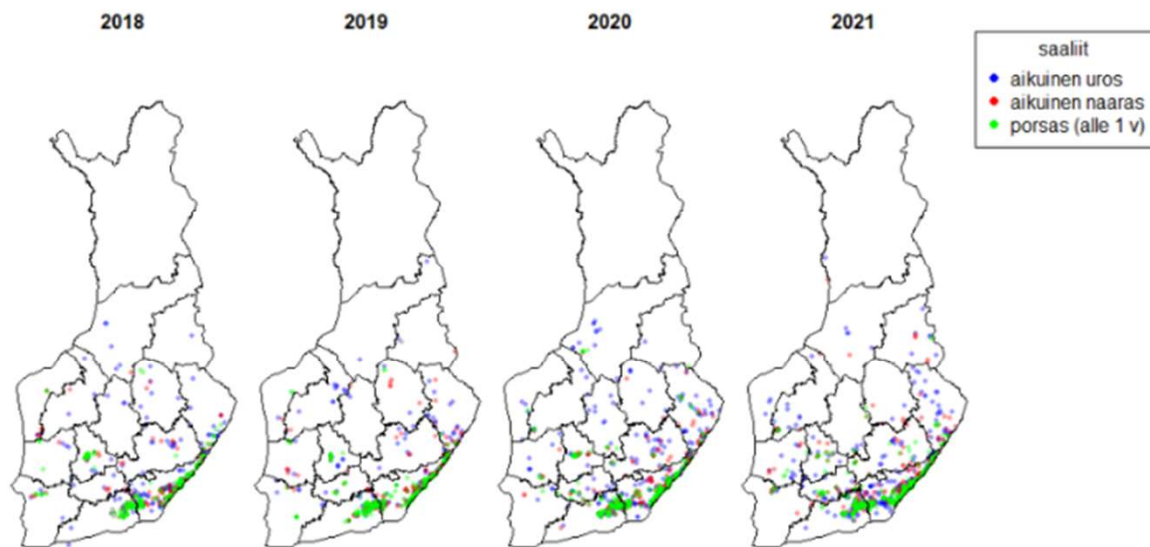 2018
2019
2020
2021
saaliit
aikuinen uros
aikuinen naaras
porsas (alle 1 v)